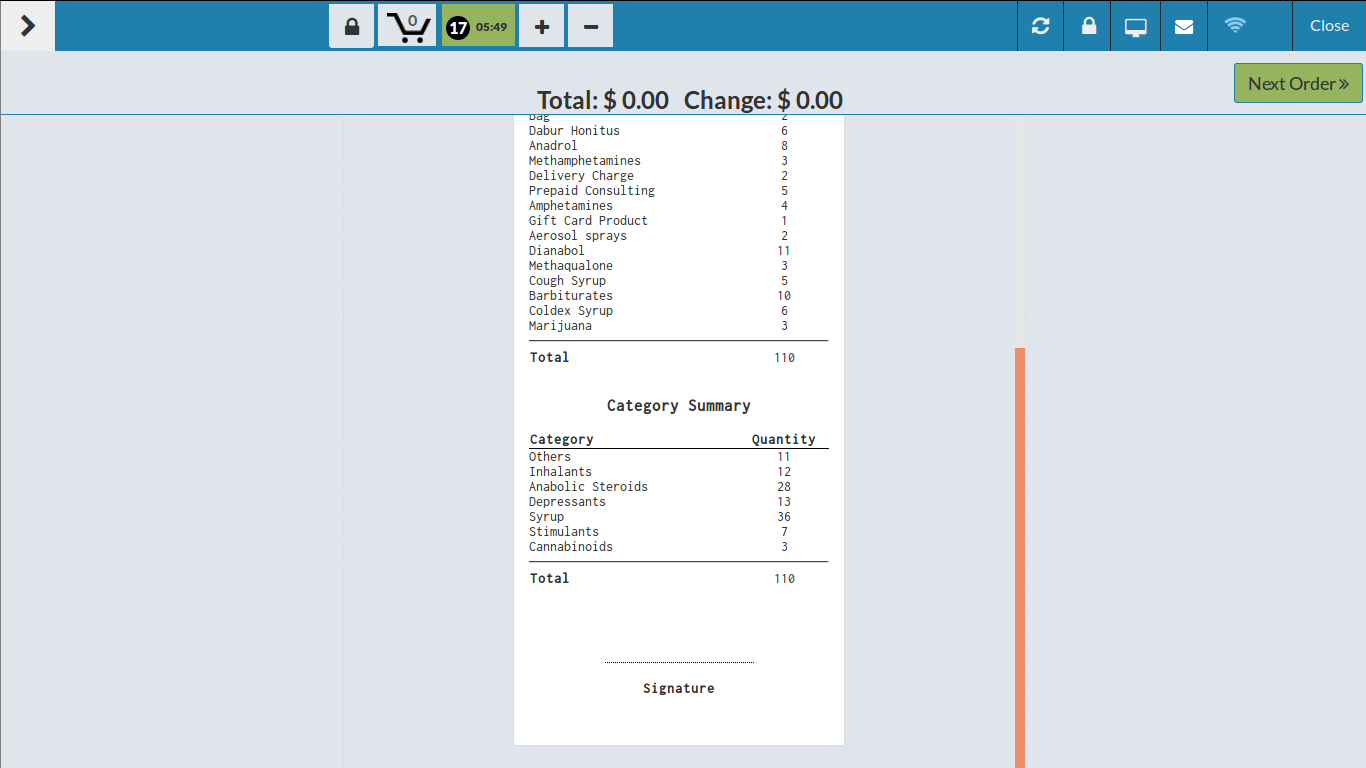 0
17 05:49
Close
Next Order
Total: $ 0.00 Change: $ 0.00
Bag 2
Dabur Honitus 6
Anadrol 8
Methamphetamines 3
Delivery Charge 2
Prepaid Consulting 5
Amphetamines 4
Gift Card Product 1
Aerosol sprays 2
Dianabol 11
Methaqualone 3
Cough Syrup 5
Barbiturates 10
Coldex Syrup 6
Marijuana 3
Total 110
Category Summary
Category Quantity
Others 11
Inhalants 12
Anabolic Steroids 28
Depressants 13
Syrup 36
Stimulants 7
Cannabinoids 3
Total 110
Signature